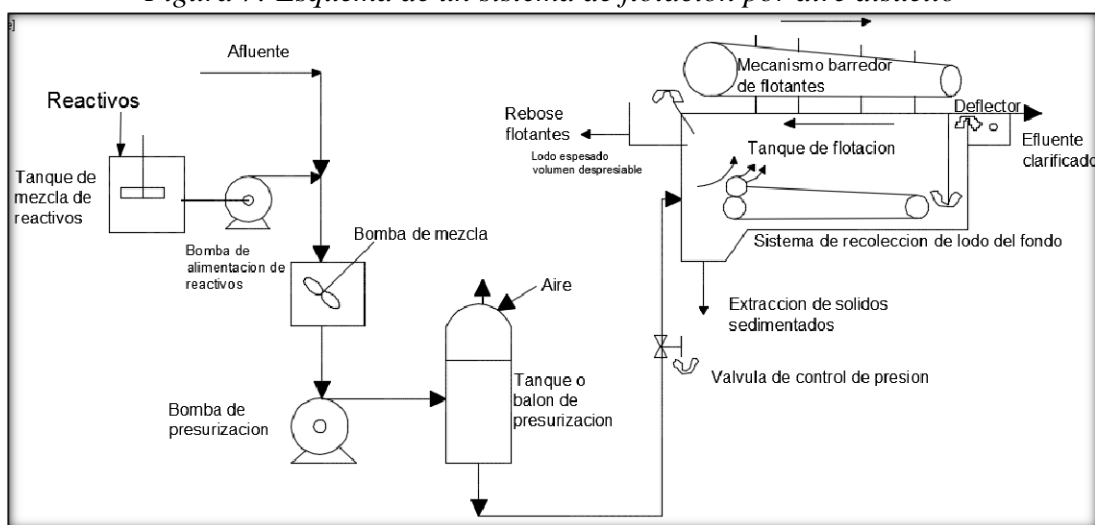 Figura 7. Esquema de un sistema de flotación por aire disuelto
e]
Afluente
Reactivos
Tanque de
mezcla de
reactivos
Bomba de
alimentacion de
reactivos
Bomba de mezcla
Bomba de
presurizacion
Aire
Tanque o
balon de
presurizacion
Mecanismo barredor
de flotantes
Rebose
flotantes
Lodo espesado
volumen despresiable
Deflector
Efluente
clarificado
Tanque de flotacion
Sistema de recoleccion de lodo del fondo
Extraccion de solidos
sedimentados
Valvula de control de presion